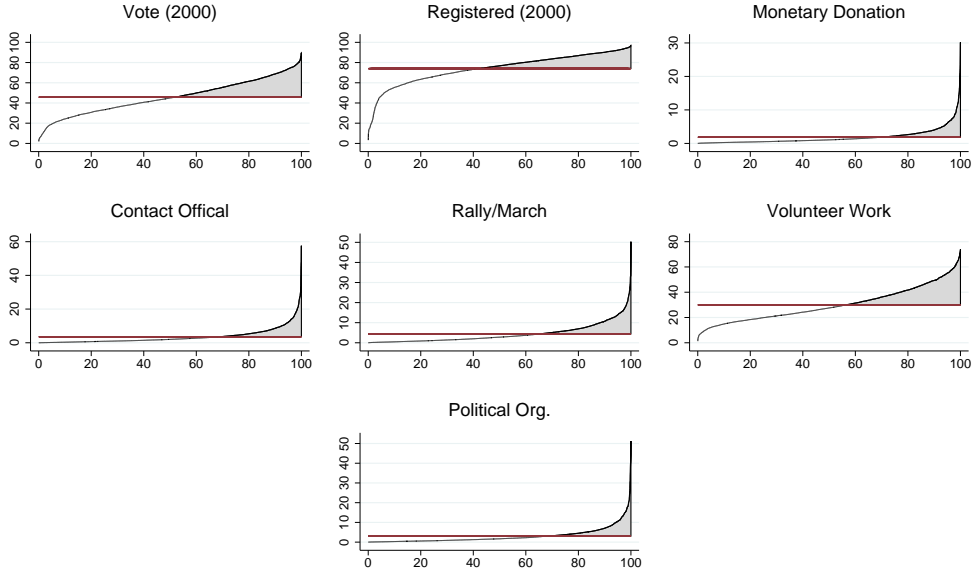 Vote (2000)
0 20 40 60 80 100
0 20 40 60 80 100
Registered (2000)
0 20 40 60 80 100
0 20 40 60 80 100
Monetary Donation
0 10 20 30
0 20 40 60 80 100
Contact Offical
0 20 40 60
0 20 40 60 80 100
Rally/March
0 10 20 30 40 50
0 20 40 60 80 100
Volunteer Work
0 20 40 60 80
0 20 40 60 80 100
Political Org.
0 10 20 30 40 50
0 20 40 60 80 100